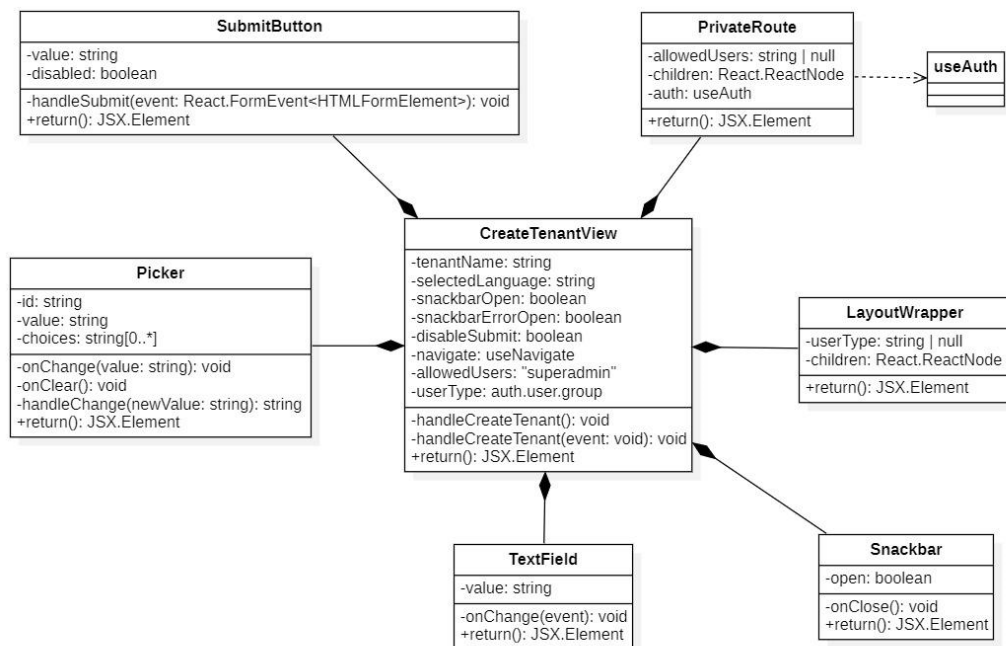 SubmitButton
-value: string
-disabled: boolean
-handleSubmit(event: React.FormEvent<HTMLFormElement>): void
+return(): JSX.Element
PrivateRoute
-allowedUsers: string | null
-children: React.ReactNode
-auth: useAuth
+return(): JSX.Element
useAuth
Picker
-id: string
-value: string
-choices: string[0..*]
-onChange(value: string): void
-onClear(): void
-handleChange(newValue: string): string
+return(): JSX.Element
CreateTenantView
-tenantName: string
-selectedLanguage: string
-snackbarOpen: boolean
-snackbarErrorOpen: boolean
-disableSubmit: boolean
-navigate: useNavigate
-allowedUsers: "superadmin"
-userType: auth.user.group
-handleCreateTenant(): void
-handleCreateTenant(event: void): void
+return(): JSX.Element
LayoutWrapper
-userType: string | null
-children: React.ReactNode
+return(): JSX.Element
TextField
-value: string
-onChange(event): void
+return(): JSX.Element
Snackbar
-open: boolean
-onClose(): void
+return(): JSX.Element